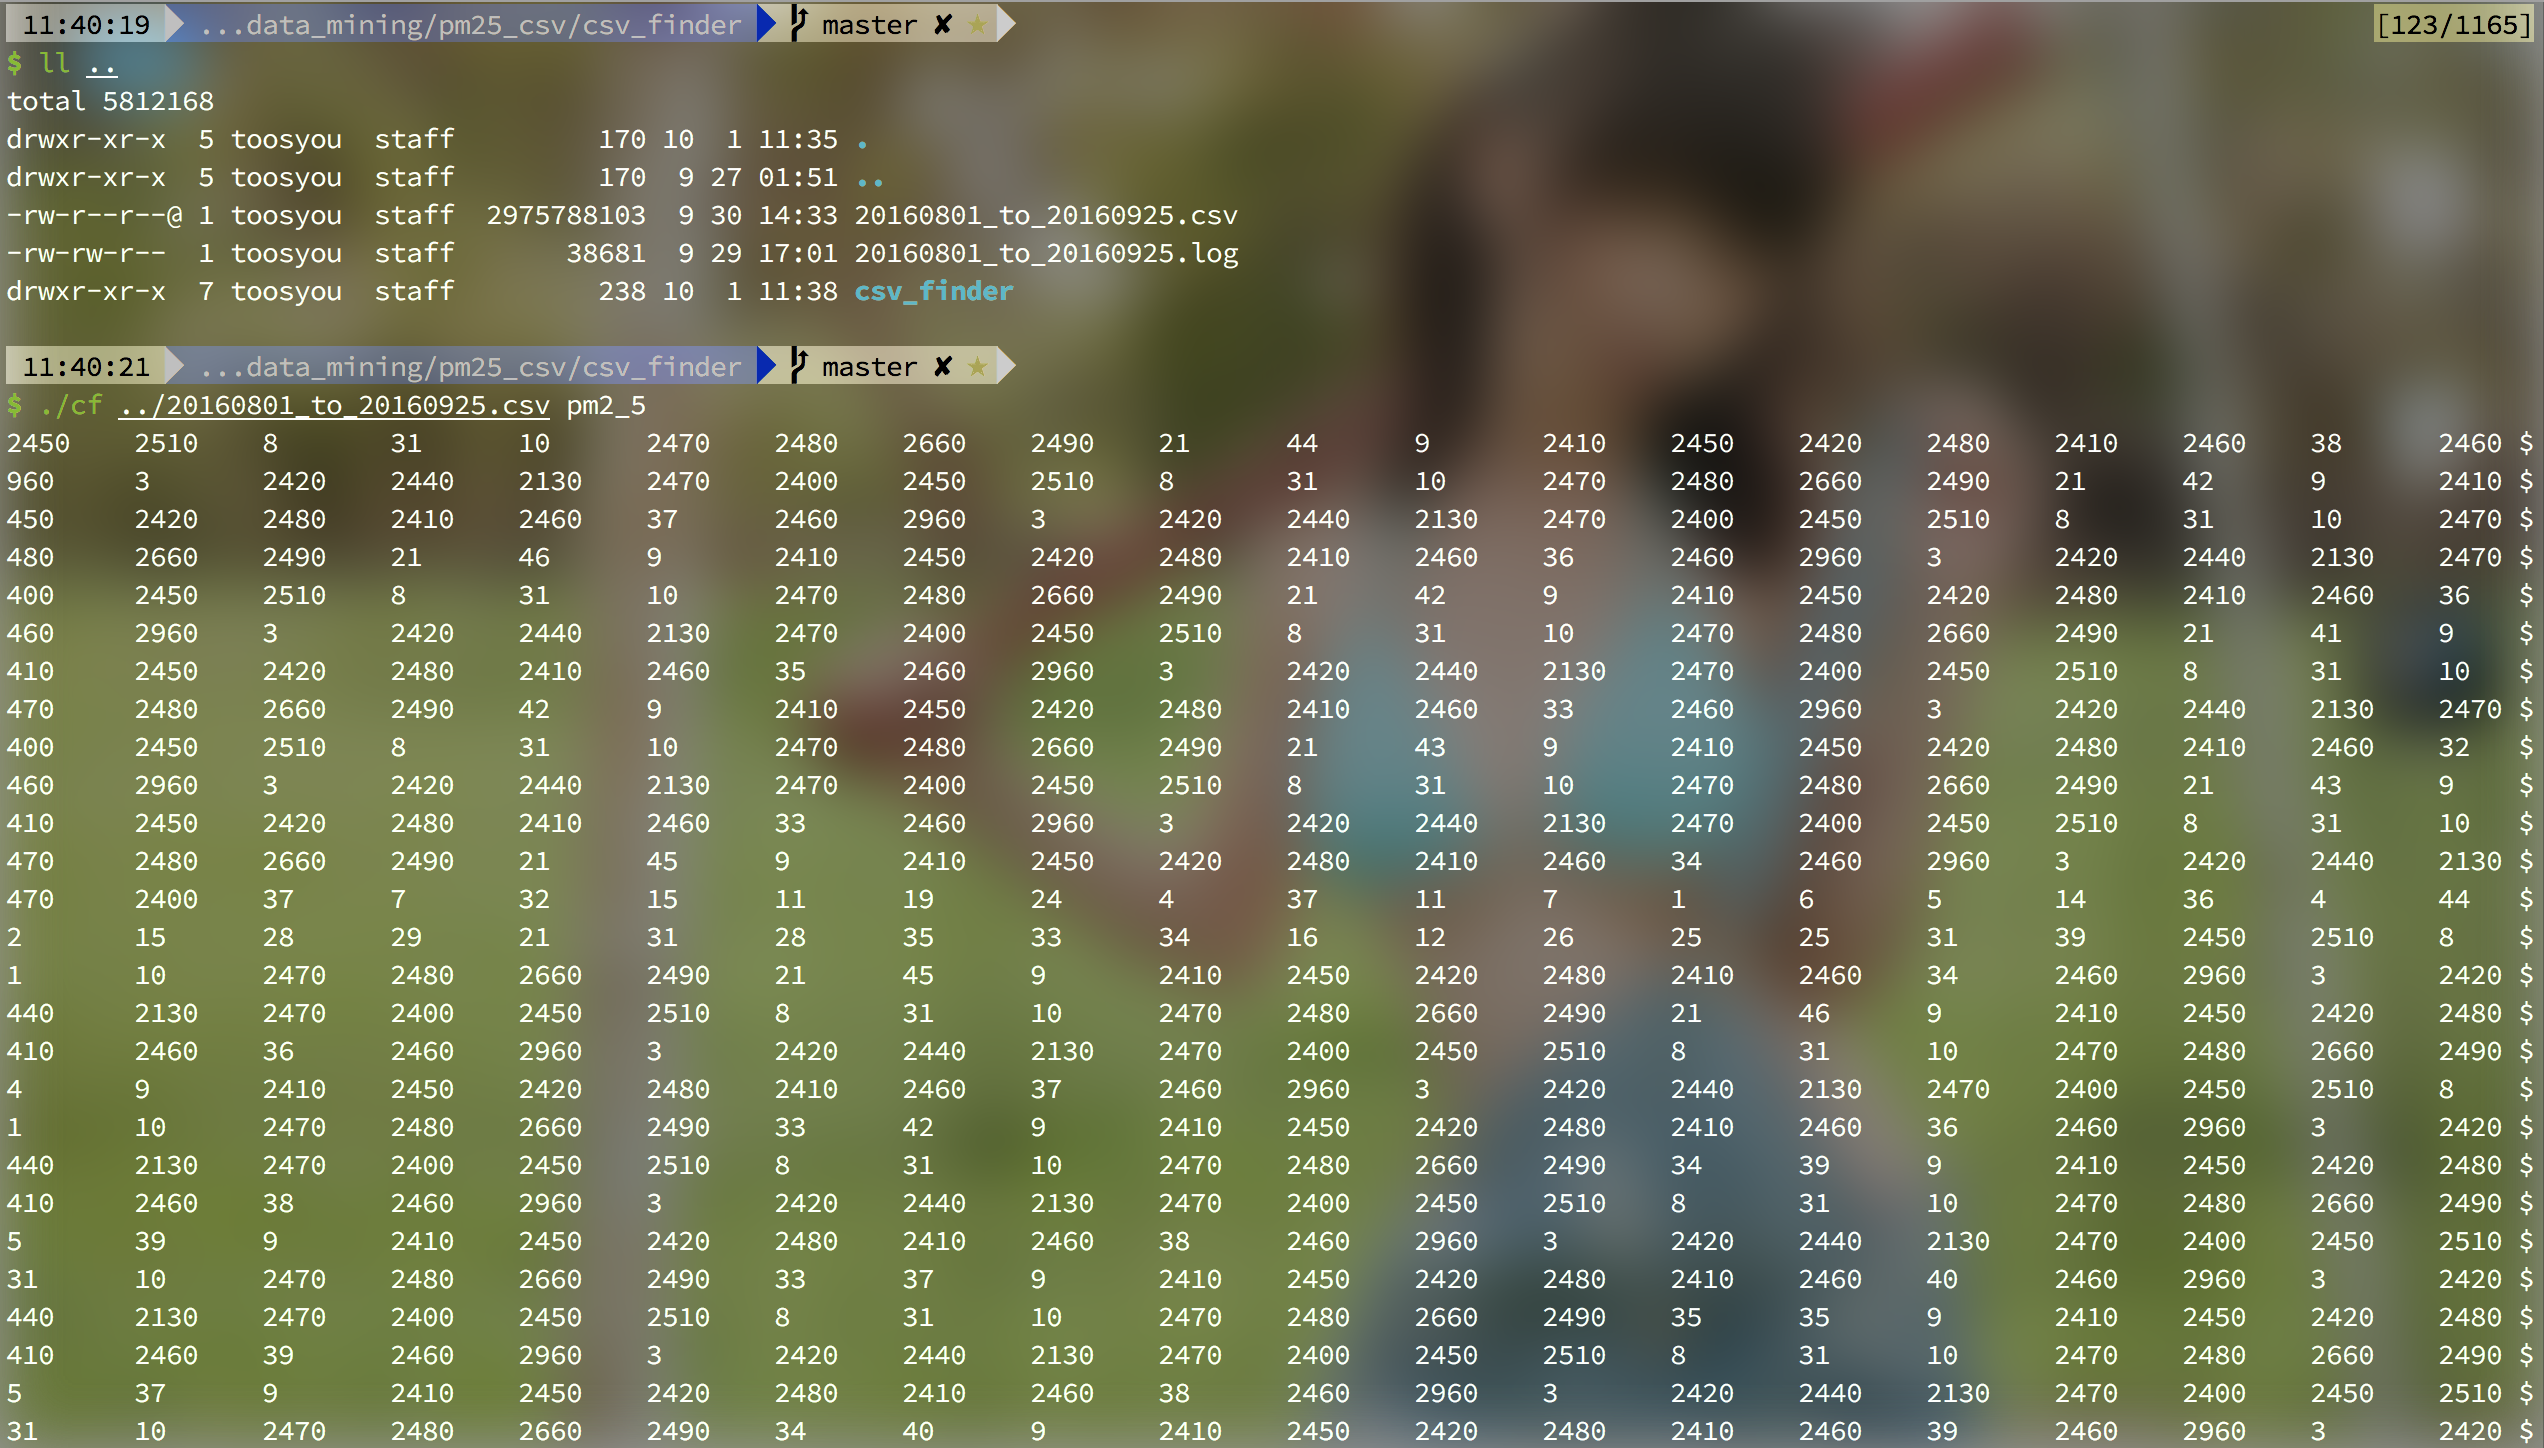 11:40:19 ...data_mining/pm25_csv/csv_finder master ✘ ★ [123/1165]
$ ll ..
total 5812168
drwxr-xr-x 5 toosyou staff 170 10 1 11:35 .
drwxr-xr-x 5 toosyou staff 170 9 27 01:51 ..
-rw-r--r--@ 1 toosyou staff 2975788103 9 30 14:33 20160801_to_20160925.csv
-rw-rw-r-- 1 toosyou staff 38681 9 29 17:01 20160801_to_20160925.log
drwxr-xr-x 7 toosyou staff 238 10 1 11:38 csv_finder
11:40:21 ...data_mining/pm25_csv/csv_finder master ✘ ★
$ ./cf ../20160801_to_20160925.csv pm2_5
2450 2510 8 31 10 2470 2480 2660 2490 21 44 9 2410 2450 2420 2480 2410 2460 38 2460 $
960 3 2420 2440 2130 2470 2400 2450 2510 8 31 10 2470 2480 2660 2490 21 42 9 2410 $
450 2420 2480 2410 2460 37 2460 2960 3 2420 2440 2130 2470 2400 2450 2510 8 31 10 2470 $
480 2660 2490 21 46 9 2410 2450 2420 2480 2410 2460 36 2460 2960 3 2420 2440 2130 2470 $
400 2450 2510 8 31 10 2470 2480 2660 2490 21 42 9 2410 2450 2420 2480 2410 2460 36 $
460 2960 3 2420 2440 2130 2470 2400 2450 2510 8 31 10 2470 2480 2660 2490 21 41 9 $
410 2450 2420 2480 2410 2460 35 2460 2960 3 2420 2440 2130 2470 2400 2450 2510 8 31 10 $
470 2480 2660 2490 42 9 2410 2450 2420 2480 2410 2460 33 2460 2960 3 2420 2440 2130 2470 $
400 2450 2510 8 31 10 2470 2480 2660 2490 21 43 9 2410 2450 2420 2480 2410 2460 32 $
460 2960 3 2420 2440 2130 2470 2400 2450 2510 8 31 10 2470 2480 2660 2490 21 43 9 $
410 2450 2420 2480 2410 2460 33 2460 2960 3 2420 2440 2130 2470 2400 2450 2510 8 31 10 $
470 2480 2660 2490 21 45 9 2410 2450 2420 2480 2410 2460 34 2460 2960 3 2420 2440 2130 $
470 2400 37 7 32 15 11 19 24 4 37 11 7 1 6 5 14 36 4 44 $
2 15 28 29 21 31 28 35 33 34 16 12 26 25 25 31 39 2450 2510 8 $
1 10 2470 2480 2660 2490 21 45 9 2410 2450 2420 2480 2410 2460 34 2460 2960 3 2420 $
440 2130 2470 2400 2450 2510 8 31 10 2470 2480 2660 2490 21 46 9 2410 2450 2420 2480 $
410 2460 36 2460 2960 3 2420 2440 2130 2470 2400 2450 2510 8 31 10 2470 2480 2660 2490 $
4 9 2410 2450 2420 2480 2410 2460 37 2460 2960 3 2420 2440 2130 2470 2400 2450 2510 8 $
1 10 2470 2480 2660 2490 33 42 9 2410 2450 2420 2480 2410 2460 36 2460 2960 3 2420 $
440 2130 2470 2400 2450 2510 8 31 10 2470 2480 2660 2490 34 39 9 2410 2450 2420 2480 $
410 2460 38 2460 2960 3 2420 2440 2130 2470 2400 2450 2510 8 31 10 2470 2480 2660 2490 $
5 39 9 2410 2450 2420 2480 2410 2460 38 2460 2960 3 2420 2440 2130 2470 2400 2450 2510 $
31 10 2470 2480 2660 2490 33 37 9 2410 2450 2420 2480 2410 2460 40 2460 2960 3 2420 $
440 2130 2470 2400 2450 2510 8 31 10 2470 2480 2660 2490 35 35 9 2410 2450 2420 2480 $
410 2460 39 2460 2960 3 2420 2440 2130 2470 2400 2450 2510 8 31 10 2470 2480 2660 2490 $
5 37 9 2410 2450 2420 2480 2410 2460 38 2460 2960 3 2420 2440 2130 2470 2400 2450 2510 $
31 10 2470 2480 2660 2490 34 40 9 2410 2450 2420 2480 2410 2460 39 2460 2960 3 2420 $